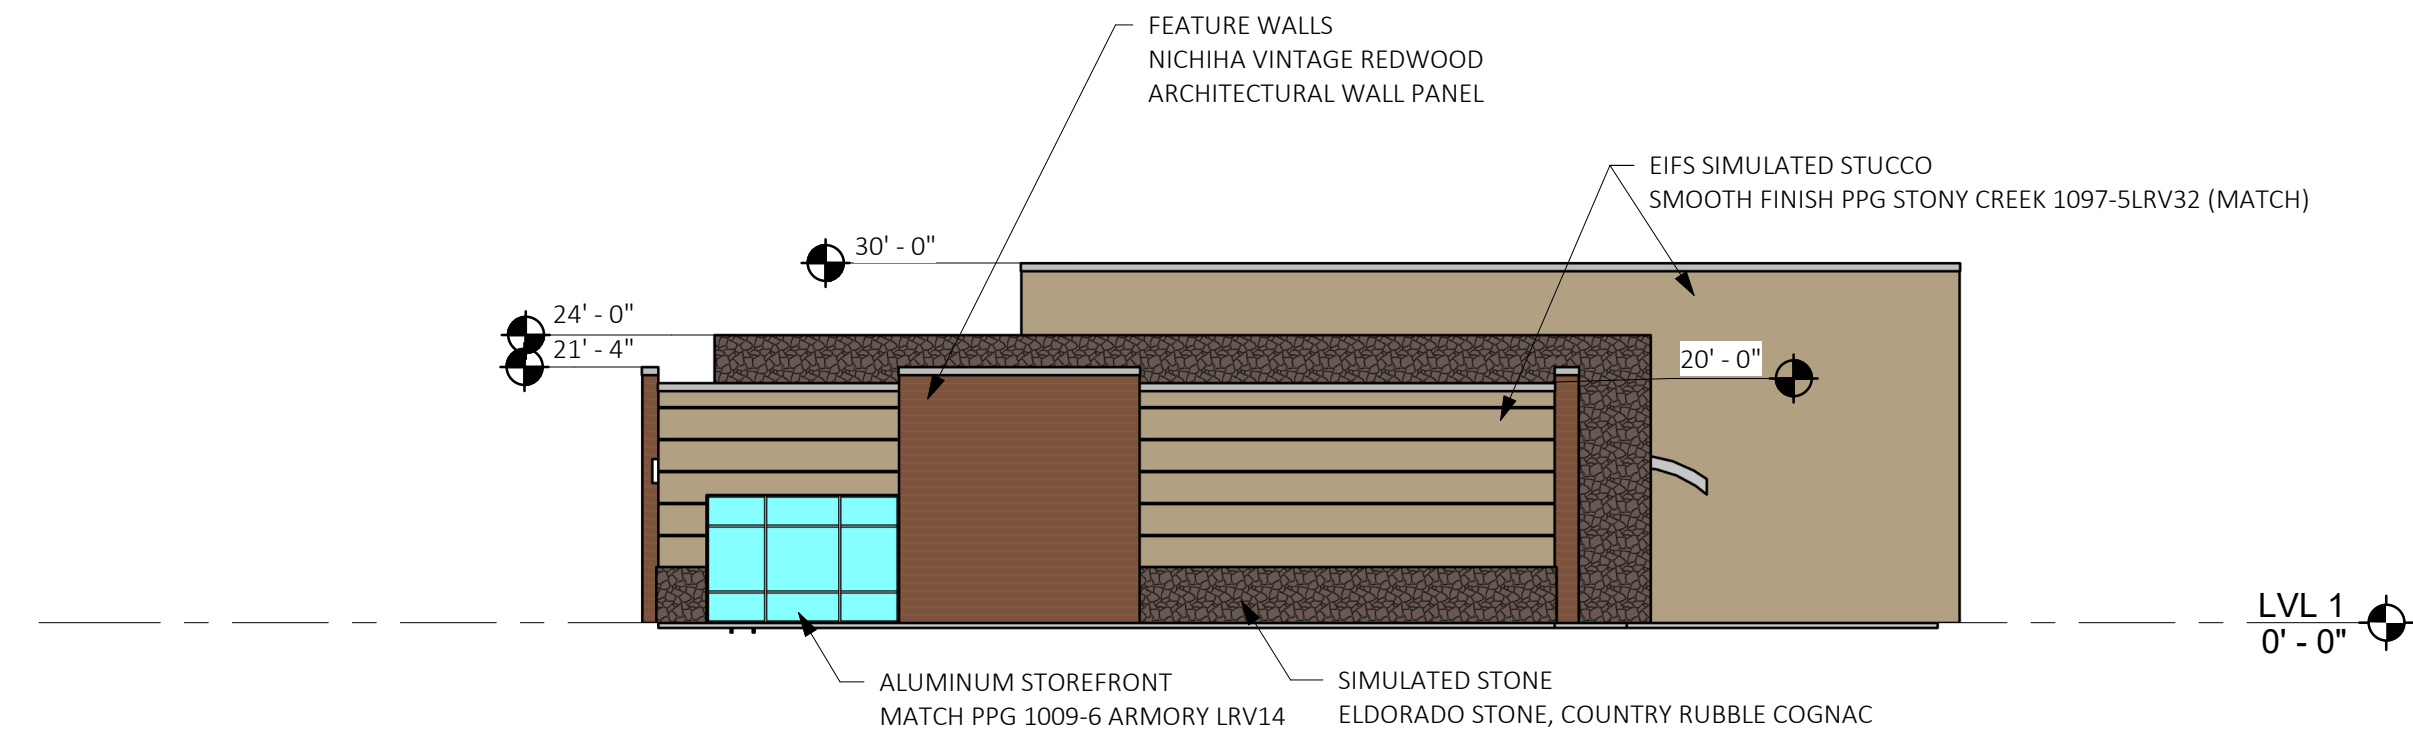 FEATURE WALLS
NICHIHA VINTAGE REDWOOD
ARCHITECTURAL WALL PANEL
EIFS SIMULATED STUCCO
SMOOTH FINISH PPG STONY CREEK 1097-5LRV32 (MATCH)
30' - 0"
24' - 0"
21' - 4"
20' - 0"
LVL 1
0' - 0"
ALUMINUM STOREFRONT
MATCH PPG 1009-6 ARMORY LRV14
SIMULATED STONE
ELDORADO STONE, COUNTRY RUBBLE COGNAC